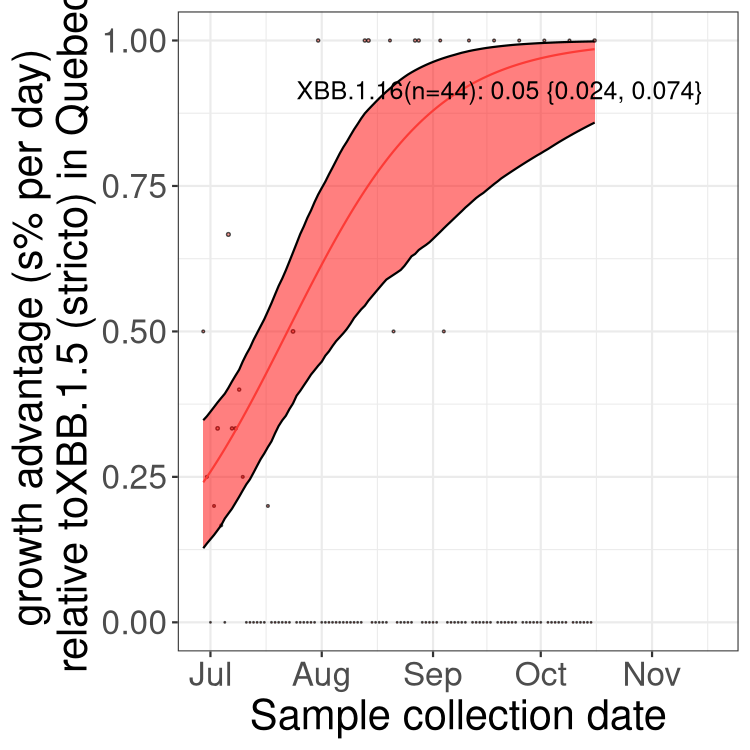 growth advantage (s% per day)
relative toXBB.1.5 (stricto) in Quebec
1.00
0.75
0.50
0.25
0.00
XBB.1.16(n=44): 0.05 {0.024, 0.074}
Jul Aug Sep Oct Nov
Sample collection date